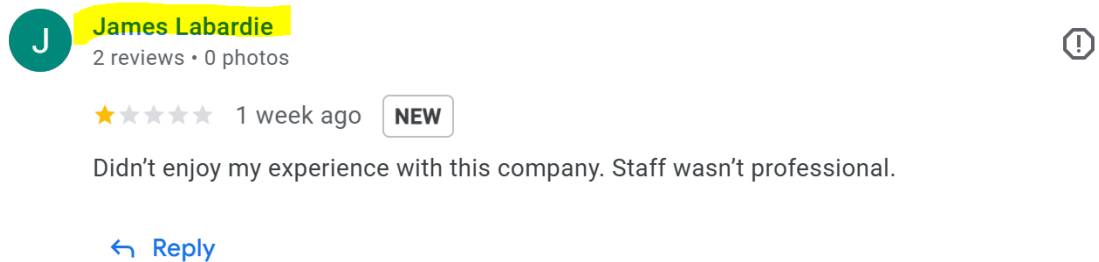 J
James Labardie
2 reviews • 0 photos
1 week ago NEW
Didn’t enjoy my experience with this company. Staff wasn’t professional.
Reply